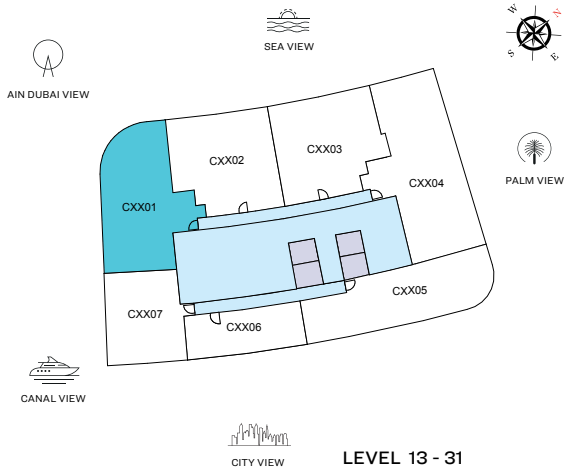 SEA VIEW
W
N
S
E
AIN DUBAI VIEW
PALM VIEW
CXX01
CXX02
CXX03
CXX04
CXX05
CXX06
CXX07
CANAL VIEW
CITY VIEW
LEVEL 13 - 31